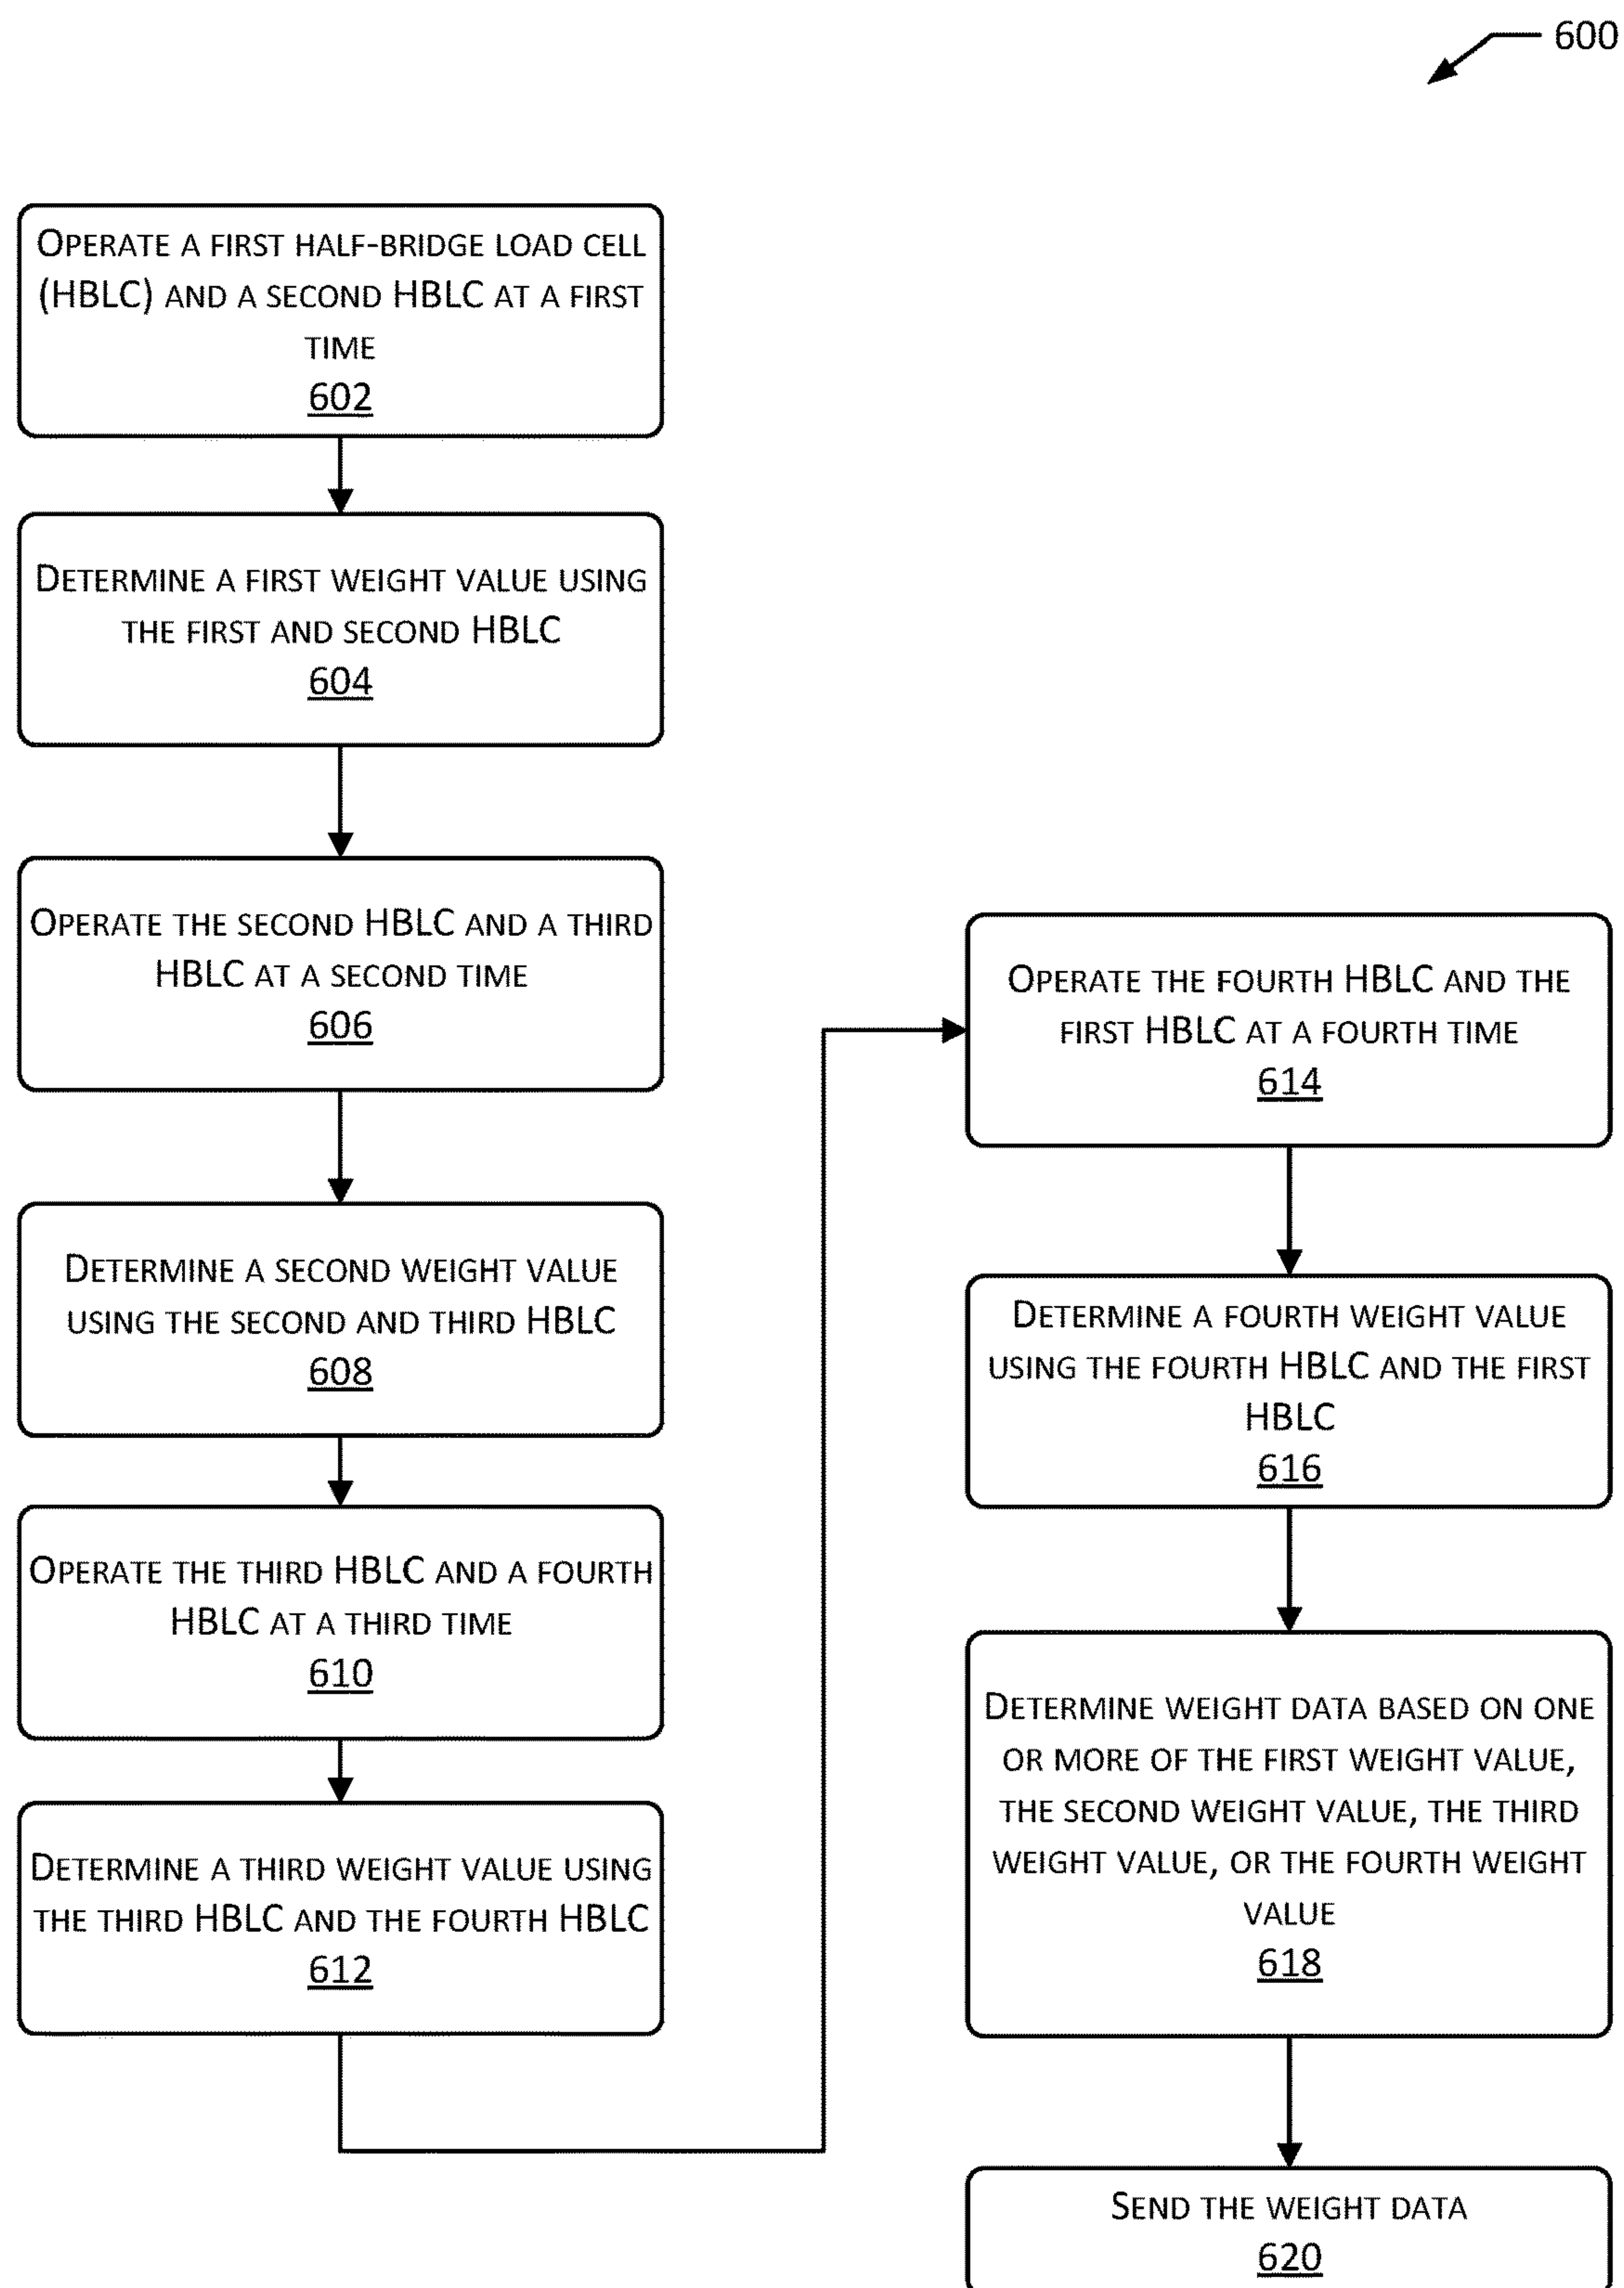 600
Operate a first half-bridge load cell
(HBLC) and a second HBLC at a first
time
602
Determine a first weight value using
the first and second HBLC
604
Operate the second HBLC and a third
HBLC at a second time
606
Determine a second weight value
using the second and third HBLC
608
Operate the third HBLC and a fourth
HBLC at a third time
610
Determine a third weight value using
the third HBLC and the fourth HBLC
612
Operate the fourth HBLC and the
first HBLC at a fourth time
614
Determine a fourth weight value
using the fourth HBLC and the first
HBLC
616
Determine weight data based on one
or more of the first weight value,
the second weight value, the third
weight value, or the fourth weight
value
618
Send the weight data
620